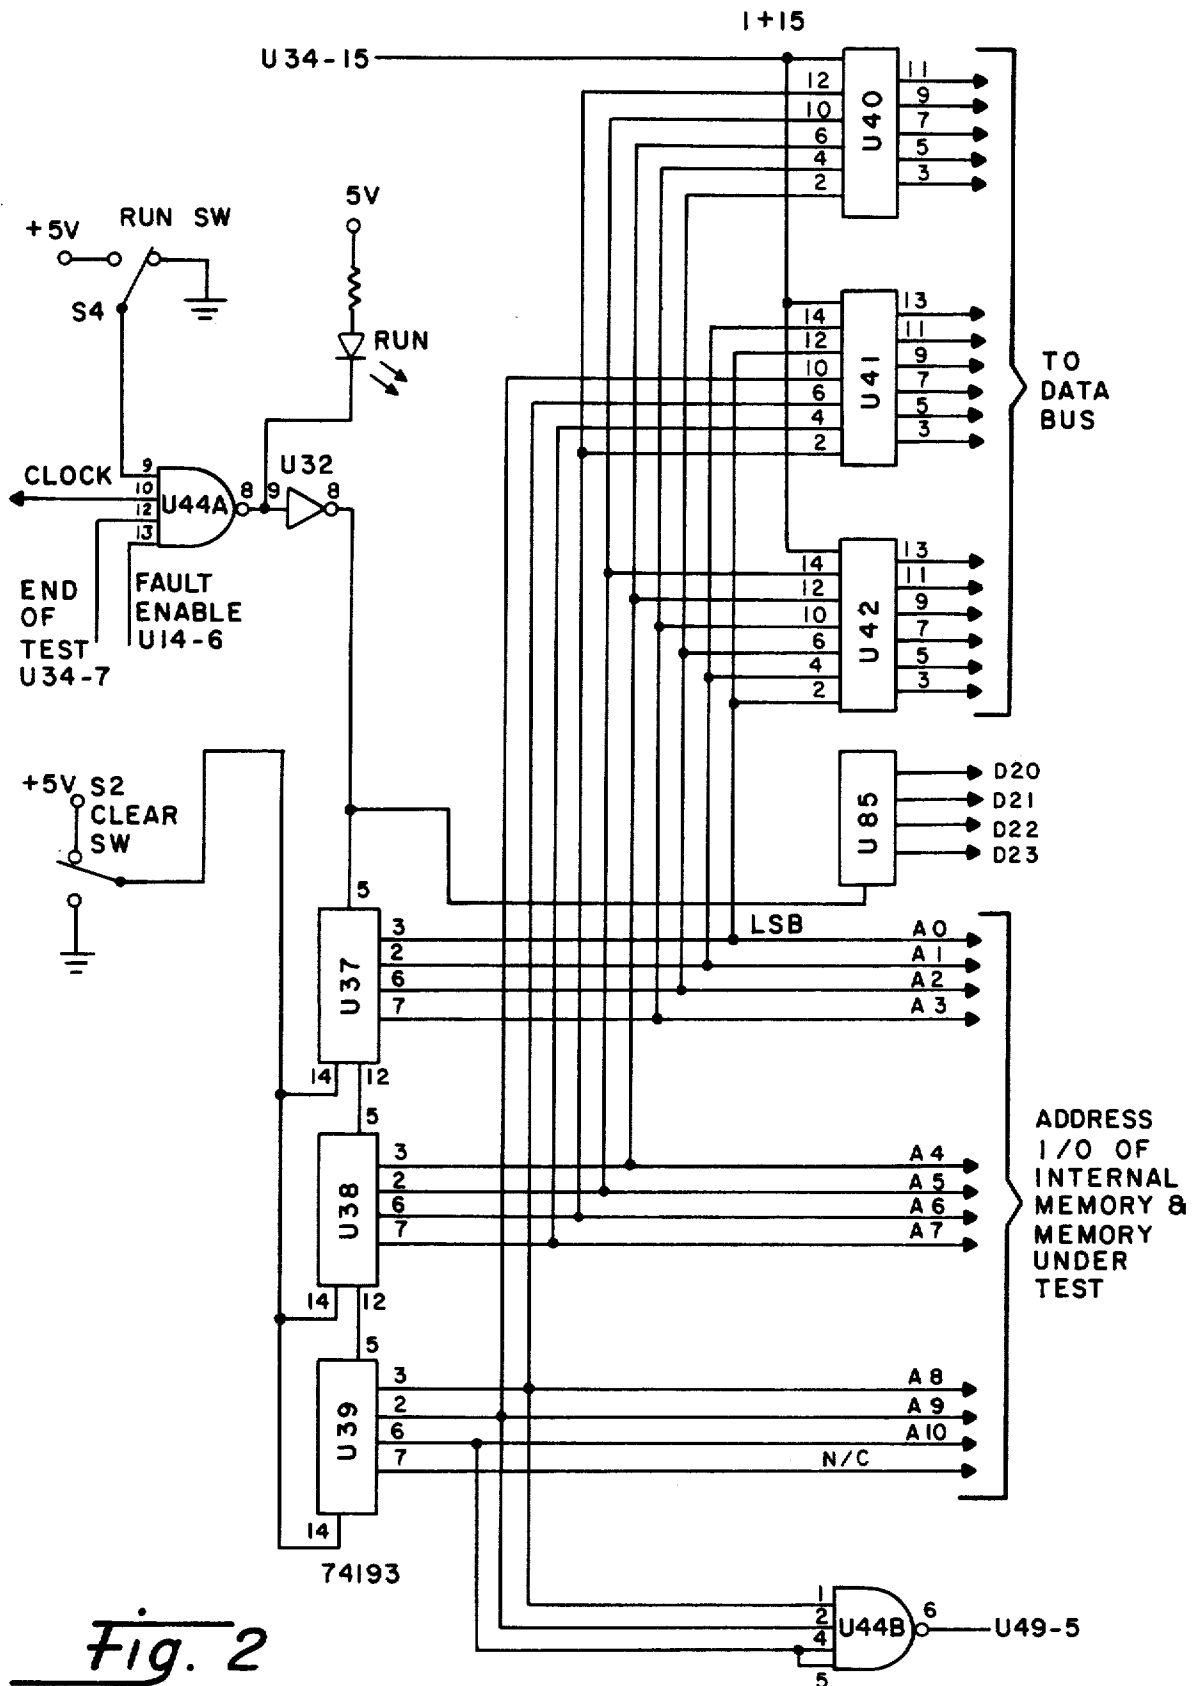 1+15
U34-15
12
10
6
4
2
U40
11
9
7
5
3
5V
+5V
RUN SW
S4
RUN
14
12
10
6
4
2
U41
13
11
9
7
5
3
TO
DATA
BUS
CLOCK
9
10
12
13
U44A
8
9
U32
8
END
OF
TEST
U34-7
FAULT
ENABLE
U14-6
14
12
10
6
4
2
U42
13
11
9
7
5
3
+5V
S2
CLEAR
SW
U85
D20
D21
D22
D23
5
U37
3
2
6
7
LSB
A0
A1
A2
A3
14
12
5
U38
3
2
6
7
A4
A5
A6
A7
14
12
ADDRESS
I/O OF
INTERNAL
MEMORY &
MEMORY
UNDER
TEST
5
U39
3
2
6
7
A8
A9
A10
N/C
14
74193
1
2
4
5
U44B
6
U49-5
Fig. 2